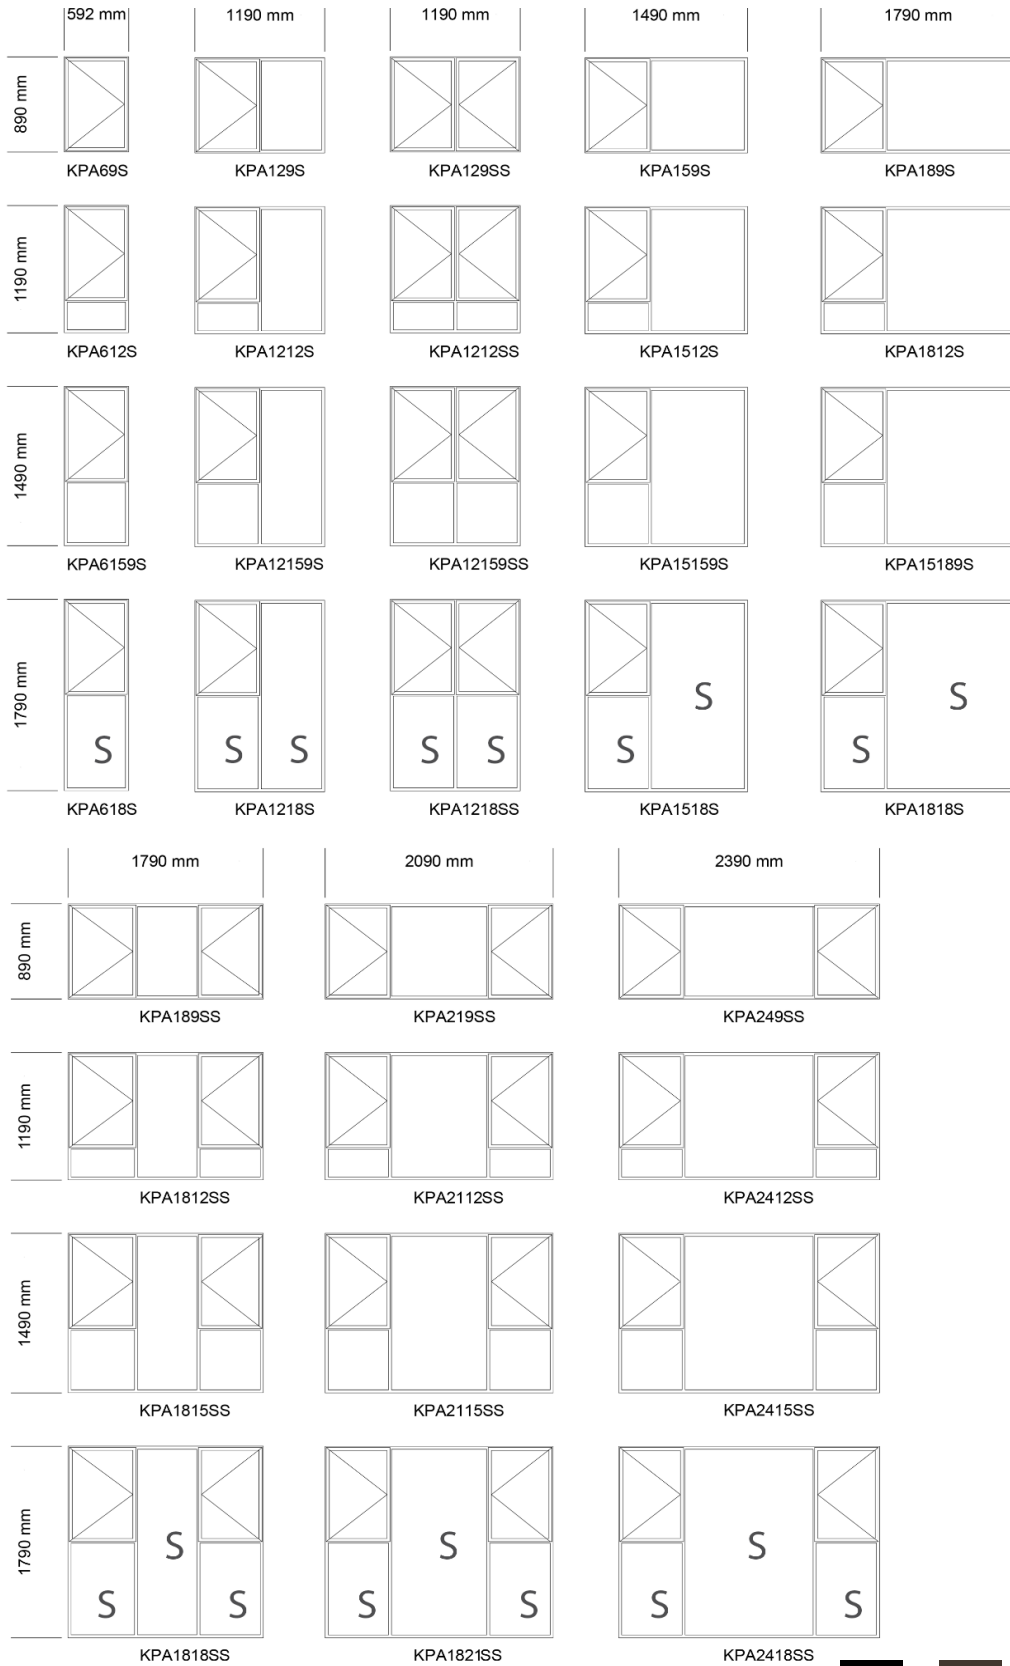 592 mm 1190 mm 1190 mm 1490 mm 1790 mm
890 mm
KPA69S KPA129S KPA129SS KPA159S KPA189S
1190 mm
KPA612S KPA1212S KPA1212SS KPA1512S KPA1812S
1490 mm
KPA6159S KPA12159S KPA12159SS KPA15159S KPA15189S
1790 mm
S S
S S S S S S S
KPA618S KPA1218S KPA1218SS KPA1518S KPA1818S
1790 mm 2090 mm 2390 mm
890 mm
KPA189SS KPA219SS KPA249SS
1190 mm
KPA1812SS KPA2112SS KPA2412SS
1490 mm
KPA1815SS KPA2115SS KPA2415SS
1790 mm
S S S
S S S S S S
KPA1818SS KPA1821SS KPA2418SS